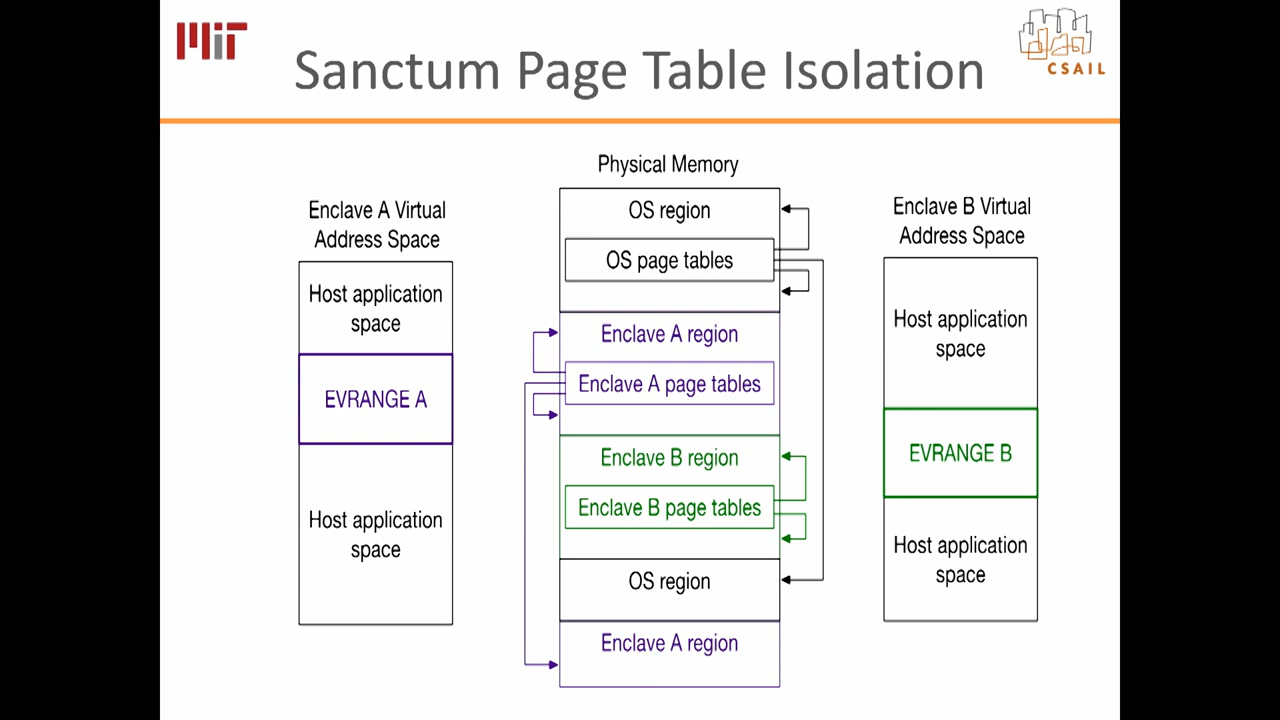 MIT
CSAIL
Sanctum Page Table Isolation
Enclave A Virtual
Address Space
Host application
space
EVRANGE A
Host application
space
Physical Memory
OS region
OS page tables
Enclave A region
Enclave A page tables
Enclave B region
Enclave B page tables
OS region
Enclave A region
Enclave B Virtual
Address Space
Host application
space
EVRANGE B
Host application
space